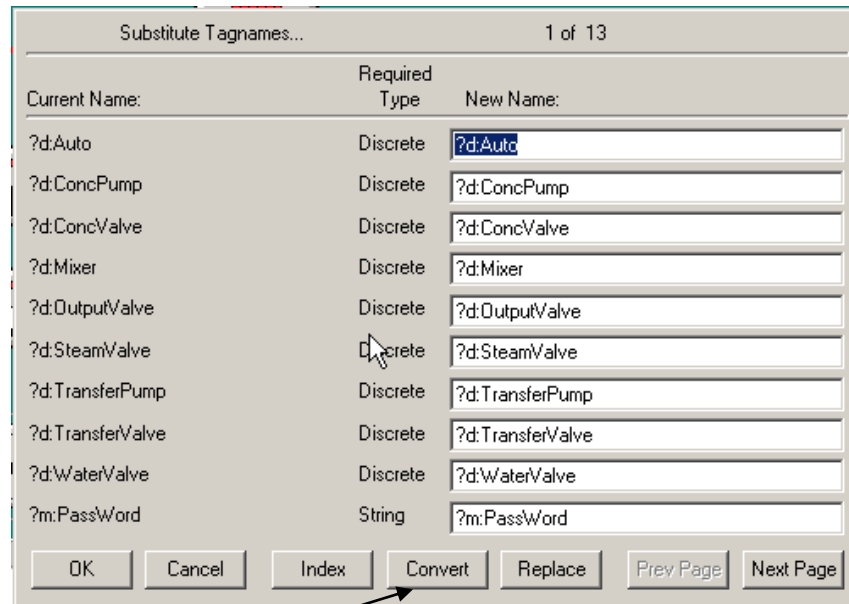 Substitute Tagnames... 1 of 13
Required
Current Name: Type New Name:
?d:Auto Discrete ?d:Auto
?d:ConcPump Discrete ?d:ConcPump
?d:ConcValve Discrete ?d:ConcValve
?d:Mixer Discrete ?d:Mixer
?d:OutputValve Discrete ?d:OutputValve
?d:SteamValve Discrete ?d:SteamValve
?d:TransferPump Discrete ?d:TransferPump
?d:TransferValve Discrete ?d:TransferValve
?d:WaterValve Discrete ?d:WaterValve
?m:PassWord String ?m:PassWord
OK Cancel Index Convert Replace Prev Page Next Page